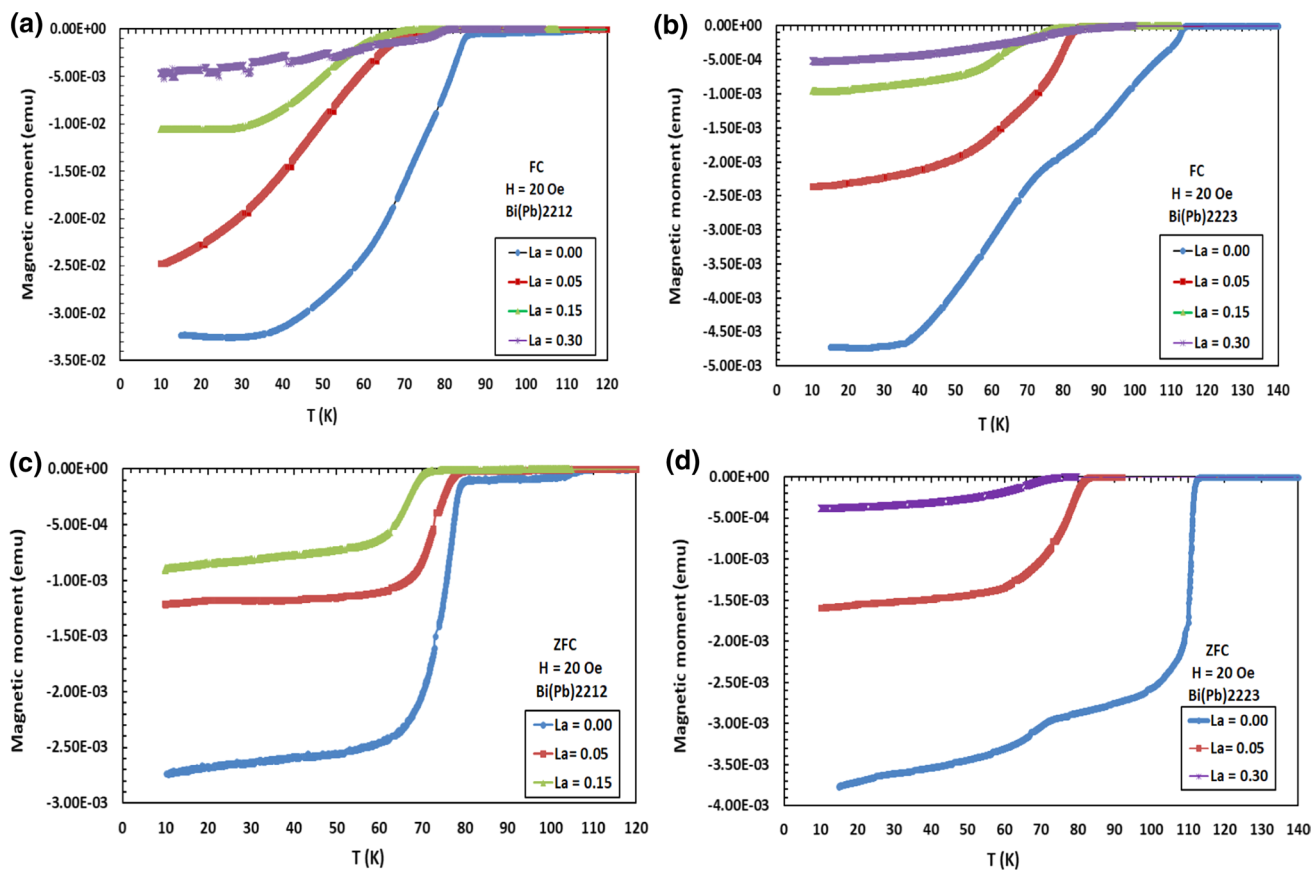 (a)
0.00E+00
-5.00E-03
-1.00E-02
-1.50E-02
-2.00E-02
-2.50E-02
-3.00E-02
-3.50E-02
Magnetic moment (emu)
FC
H = 20 Oe
Bi(Pb)2212
La = 0.00
La = 0.05
La = 0.15
La = 0.30
0 10 20 30 40 50 60 70 80 90 100 110 120
T (K)
(b)
0.00E+00
-5.00E-04
-1.00E-03
-1.50E-03
-2.00E-03
-2.50E-03
-3.00E-03
-3.50E-03
-4.00E-03
-4.50E-03
-5.00E-03
Magnetic moment (emu)
FC
H = 20 Oe
Bi(Pb)2223
La = 0.00
La = 0.05
La = 0.15
La = 0.30
0 10 20 30 40 50 60 70 80 90 100 110 120 130 140
T (K)
(c)
0.00E+00
-5.00E-04
-1.00E-03
-1.50E-03
-2.00E-03
-2.50E-03
-3.00E-03
Magnetic moment (emu)
ZFC
H = 20 Oe
Bi(Pb)2212
La = 0.00
La= 0.05
La = 0.15
0 10 20 30 40 50 60 70 80 90 100 110 120
T (K)
(d)
0.00E+00
-5.00E-04
-1.00E-03
-1.50E-03
-2.00E-03
-2.50E-03
-3.00E-03
-3.50E-03
-4.00E-03
Magnetic moment (emu)
ZFC
H = 20 Oe
Bi(Pb)2223
La = 0.00
La= 0.05
La = 0.30
0 10 20 30 40 50 60 70 80 90 100 110 120 130 140
T (K)